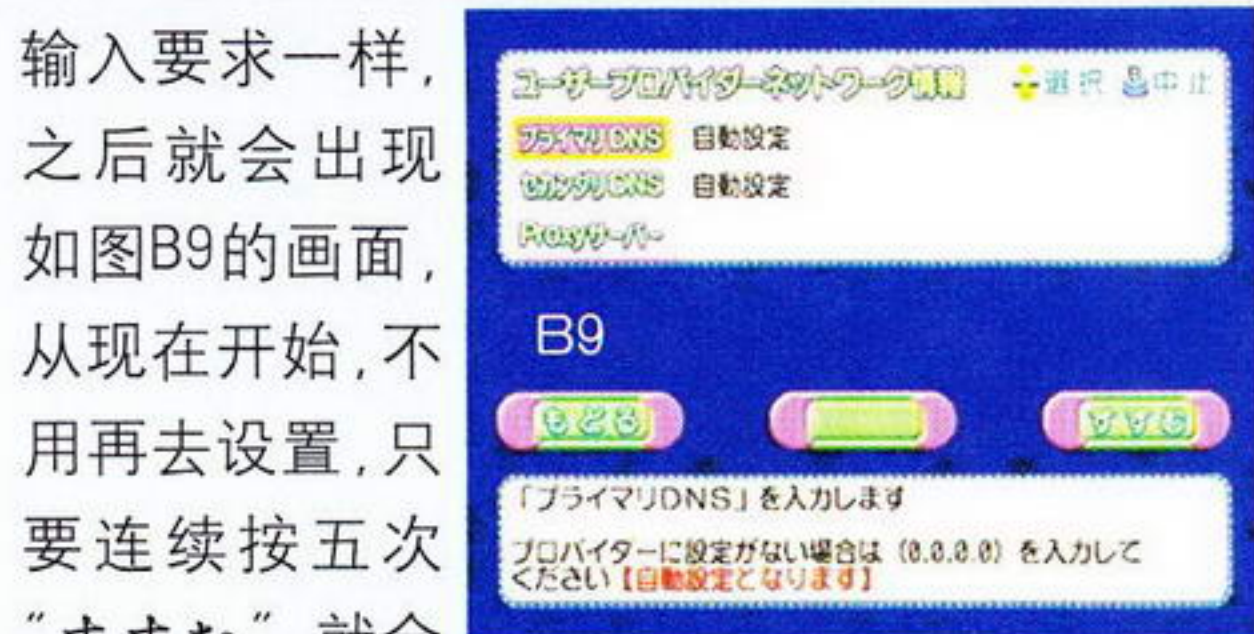 输入要求一样,
之后就会出现
如图B9的画面,
从现在开始,不
用再去设置,只
要连续按五次
“すすむ”就会
ユーザープロバイダーネットワーク情報 選択 中止
プライマリDNS 自動設定
セカンダリDNS 自動設定
Proxyサーバー
B9
もどる すすむ
「プライマリDNS」を入力します
プロバイダーに設定がない場合は(0.0.0.0)を入力して
ください【自動設定となります】